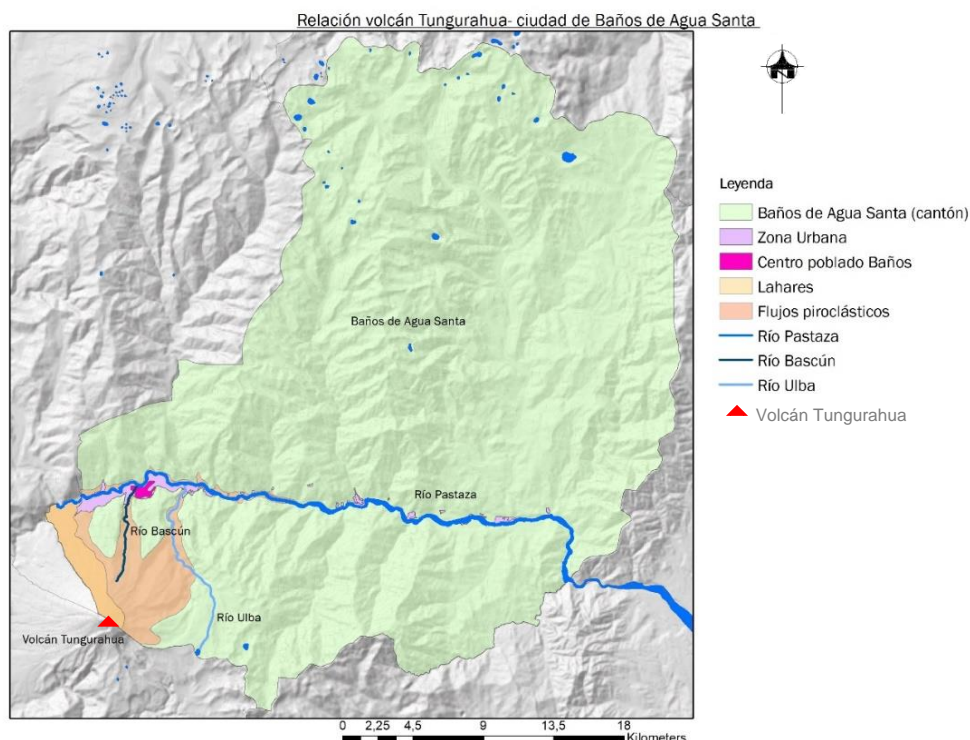 Relación volcán Tungurahua- ciudad de Baños de Agua Santa
N
Leyenda
Baños de Agua Santa (cantón)
Zona Urbana
Centro poblado Baños
Lahares
Flujos piroclásticos
Río Pastaza
Río Bascún
Río Ulba
Volcán Tungurahua
Baños de Agua Santa
Río Pastaza
Río Bascún
Río Ulba
Volcán Tungurahua
0 2,25 4,5 9 13,5 18
Kilometers